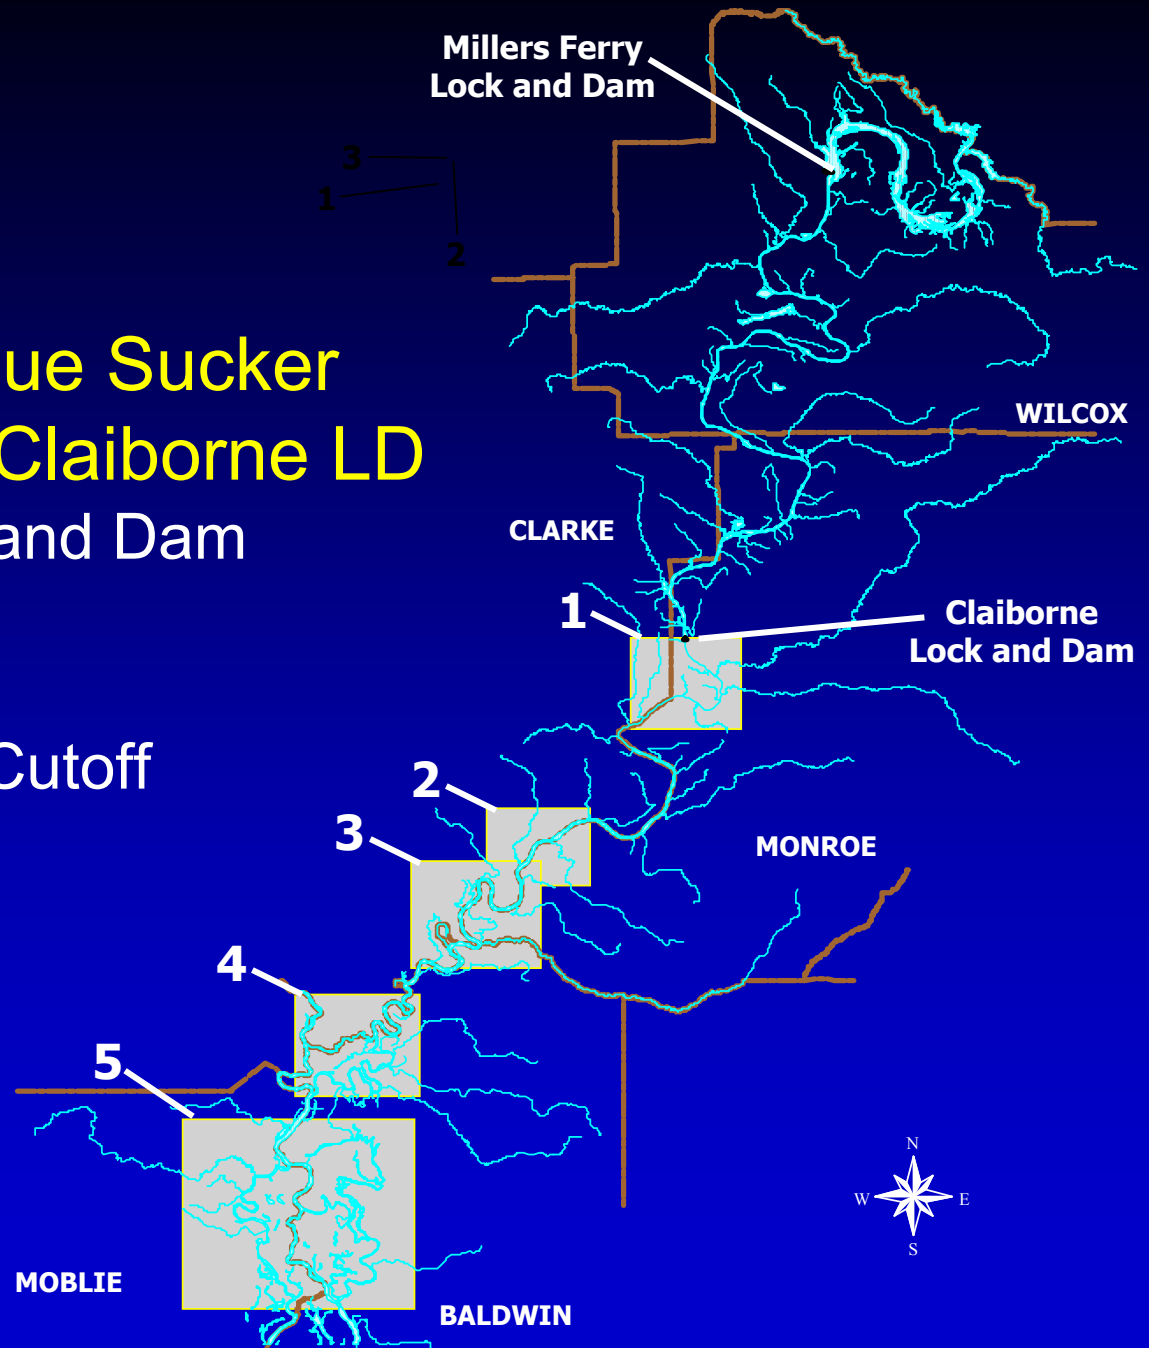 Millers Ferry
Lock and Dam
3
1
2
ue Sucker
Claiborne LD
and Dam
WILCOX
CLARKE
1
Claiborne
Lock and Dam
Cutoff
2
3
MONROE
4
5
N
W
E
S
MOBLIE
BALDWIN